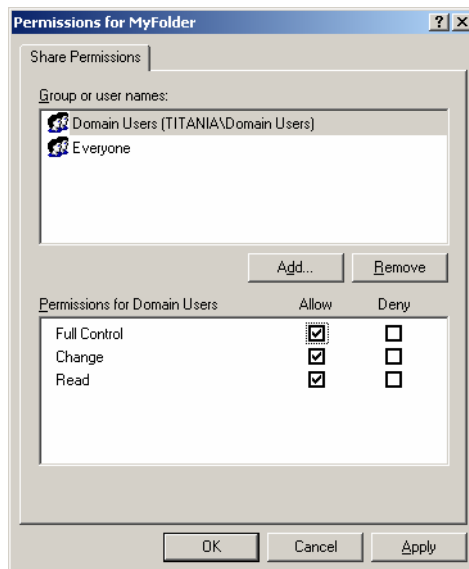 Permissions for MyFolder
Share Permissions
Group or user names:
Domain Users (TITANIA\Domain Users)
Everyone
Add... Remove
Permissions for Domain Users Allow Deny
Full Control
Change
Read
OK Cancel Apply